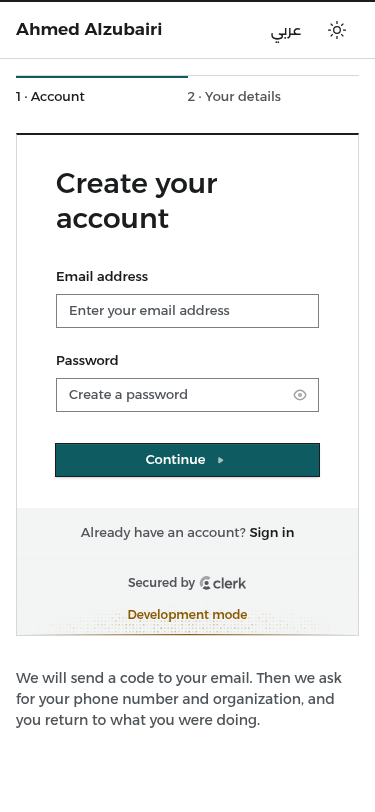 Ahmed Alzubairi
عربي
1 · Account
2 · Your details
Create your
account
Email address
Enter your email address
Password
Create a password
Continue
Already have an account? Sign in
Secured by clerk
Development mode
We will send a code to your email. Then we ask
for your phone number and organization, and
you return to what you were doing.